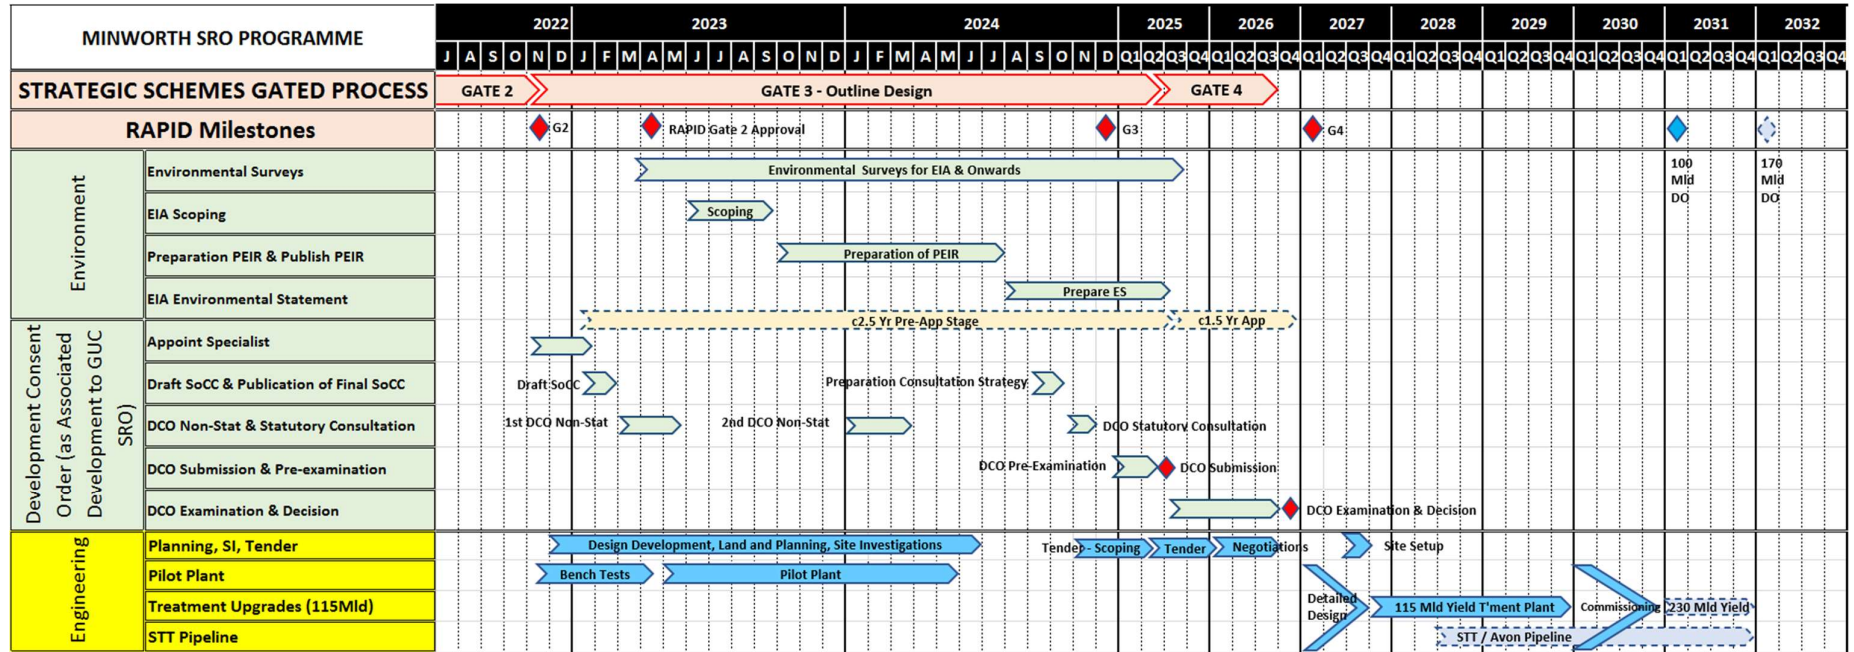 MINWORTH SRO PROGRAMME
2022 2023 2024 2025 2026 2027 2028 2029 2030 2031 2032
J A S O N D J F M A M J J A S O N D J F M A M J J A S O N D Q1 Q2 Q3 Q4 Q1 Q2 Q3 Q4 Q1 Q2 Q3 Q4 Q1 Q2 Q3 Q4 Q1 Q2 Q3 Q4 Q1 Q2 Q3 Q4 Q1 Q2 Q3 Q4 Q1 Q2 Q3 Q4
STRATEGIC SCHEMES GATED PROCESS
GATE 2 GATE 3 - Outline Design GATE 4
RAPID Milestones
G2 RAPID Gate 2 Approval G3 G4
100
Mld
DO
170
Mld
DO
Environment
Environmental Surveys
Environmental Surveys for EIA & Onwards
EIA Scoping
Scoping
Preparation PEIR & Publish PEIR
Preparation of PEIR
EIA Environmental Statement
Prepare ES
c2.5 Yr Pre-App Stage c1.5 Yr App
Development Consent
Order (as Associated
Development to GUC
SRO)
Appoint Specialist
Draft SoCC & Publication of Final SoCC
Draft SoCC Preparation Consultation Strategy
DCO Non-Stat & Statutory Consultation
1st DCO Non-Stat 2nd DCO Non-Stat DCO Statutory Consultation
DCO Submission & Pre-examination
DCO Pre-Examination DCO Submission
DCO Examination & Decision
DCO Examination & Decision
Engineering
Planning, SI, Tender
Design Development, Land and Planning, Site Investigations Tender - Scoping Tender Negotiations Site Setup
Pilot Plant
Bench Tests Pilot Plant
Treatment Upgrades (115Mld)
Detailed
Design
115 Mld Yield T'ment Plant Commissioning 230 Mld Yield
STT Pipeline
STT / Avon Pipeline